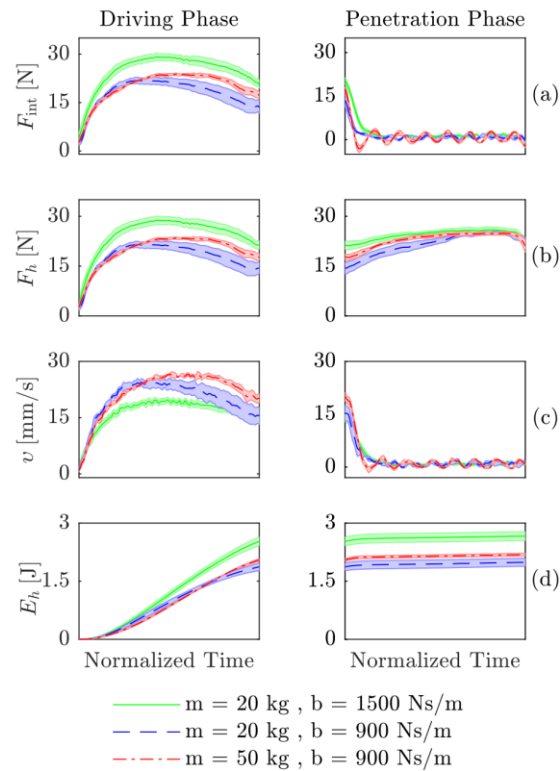 Driving Phase Penetration Phase
30
15
0
F_int [N]
30
15
0
(a)
30
15
0
F_h [N]
30
15
0
(b)
30
15
0
v [mm/s]
30
15
0
(c)
3
1.5
0
E_h [J]
3
1.5
0
(d)
Normalized Time Normalized Time
m = 20 kg , b = 1500 Ns/m
m = 20 kg , b = 900 Ns/m
m = 50 kg , b = 900 Ns/m